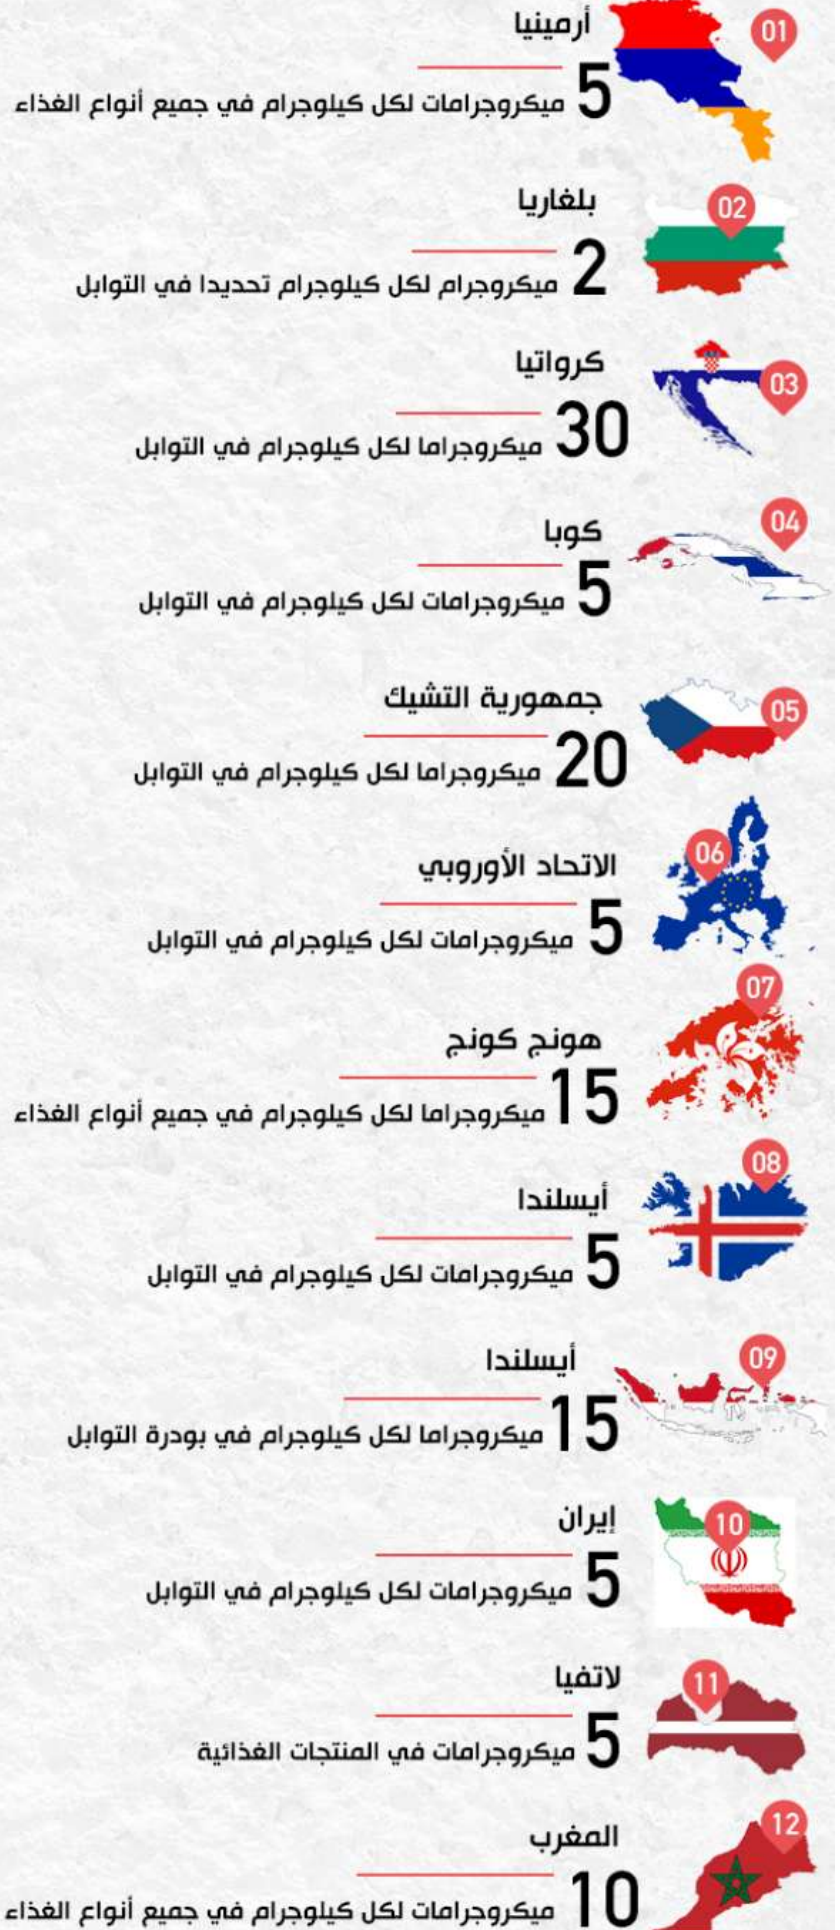 01
أرمينيا
5 ميكروجرامات لكل كيلوجرام في جميع أنواع الغذاء
02
بلغاريا
2 ميكروجرام لكل كيلوجرام تحديدا في التوابل
03
كرواتيا
30 ميكروجراما لكل كيلوجرام في التوابل
04
كوبا
5 ميكروجرامات لكل كيلوجرام في التوابل
05
جمهورية التشيك
20 ميكروجراما لكل كيلوجرام في التوابل
06
الاتحاد الأوروبي
5 ميكروجرامات لكل كيلوجرام في التوابل
07
هونج كونج
15 ميكروجراما لكل كيلوجرام في جميع أنواع الغذاء
08
أيسلندا
5 ميكروجرامات لكل كيلوجرام في التوابل
09
أيسلندا
15 ميكروجراما لكل كيلوجرام في بودرة التوابل
10
إيران
5 ميكروجرامات لكل كيلوجرام في التوابل
11
لاتفيا
5 ميكروجرامات في المنتجات الغذائية
12
المغرب
10 ميكروجرامات لكل كيلوجرام في جميع أنواع الغذاء